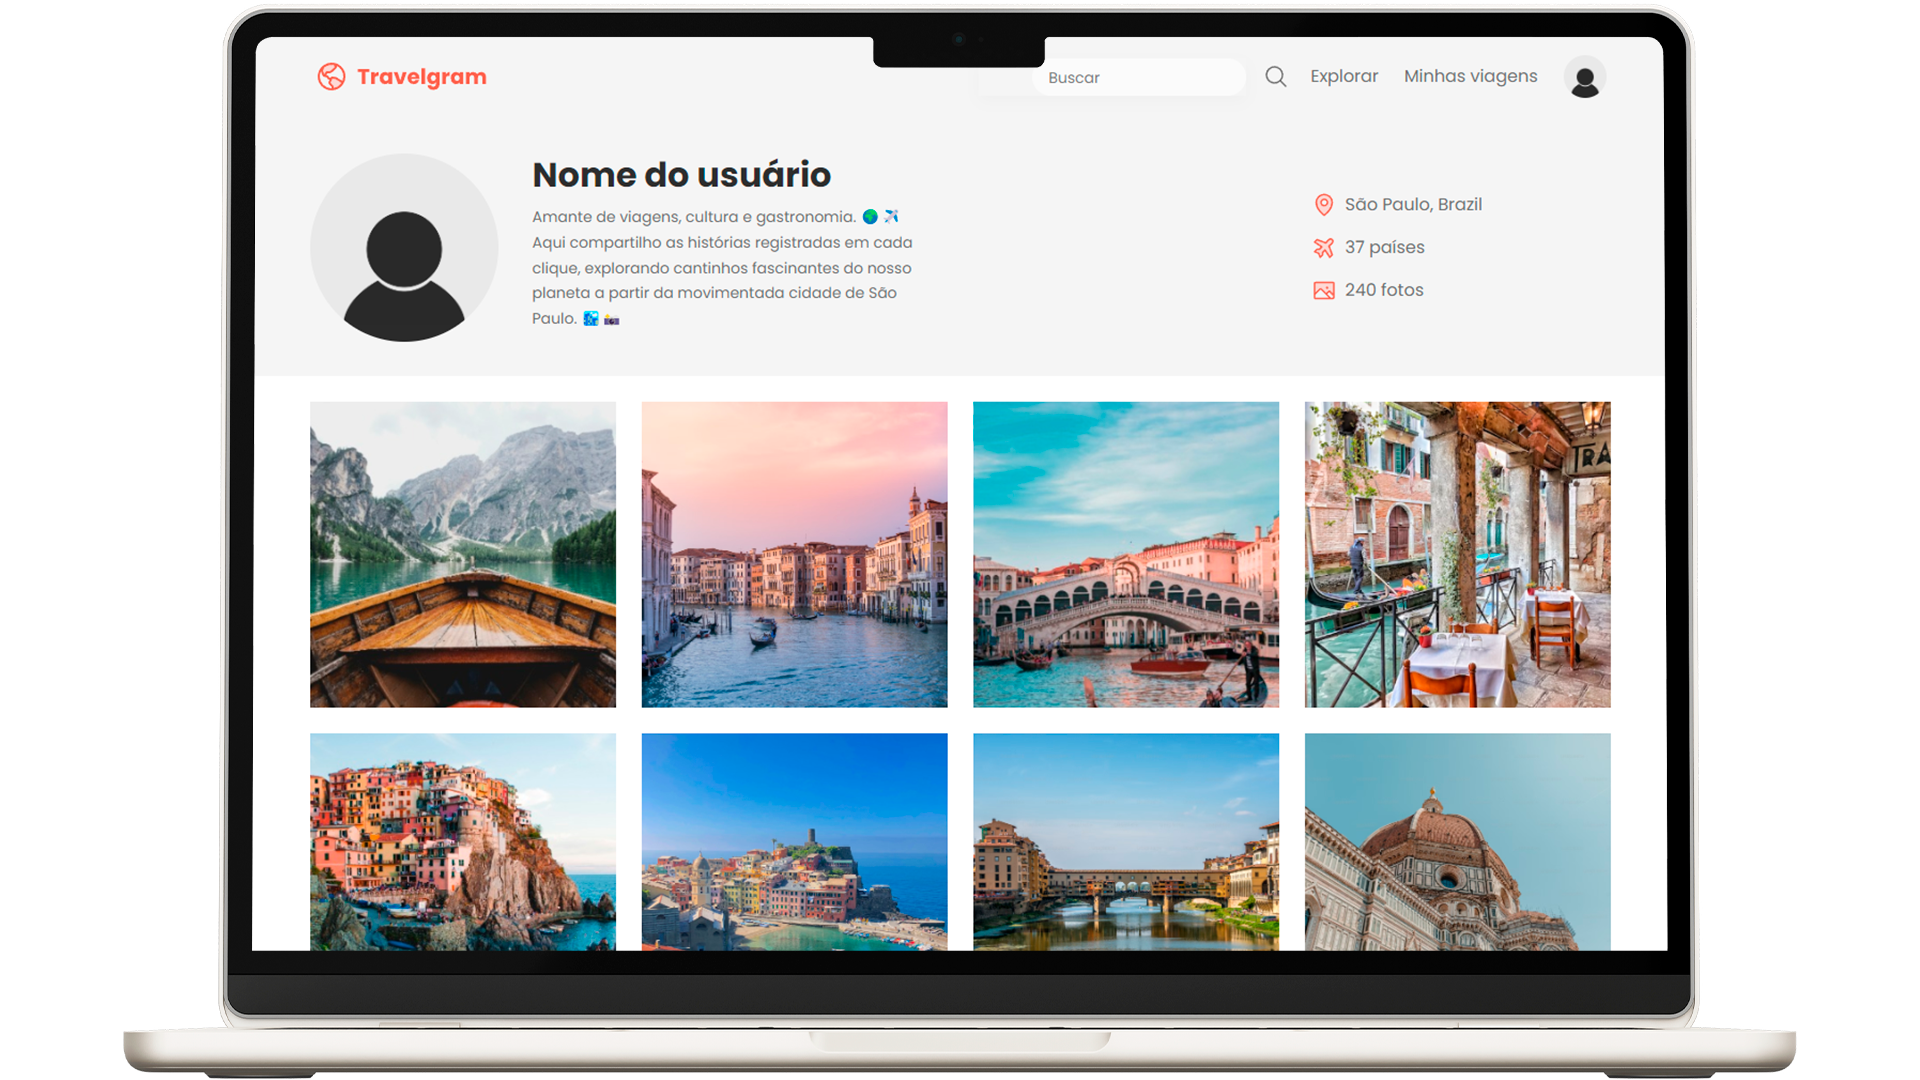 Travelgram
Buscar
Explorar
Minhas viagens
Nome do usuário
Amante de viagens, cultura e gastronomia. 🌍 ✈️
Aqui compartilho as histórias registradas em cada
clique, explorando cantinhos fascinantes do nosso
planeta a partir da movimentada cidade de São
Paulo. 🏙️ 📸
São Paulo, Brazil
37 países
240 fotos
RA